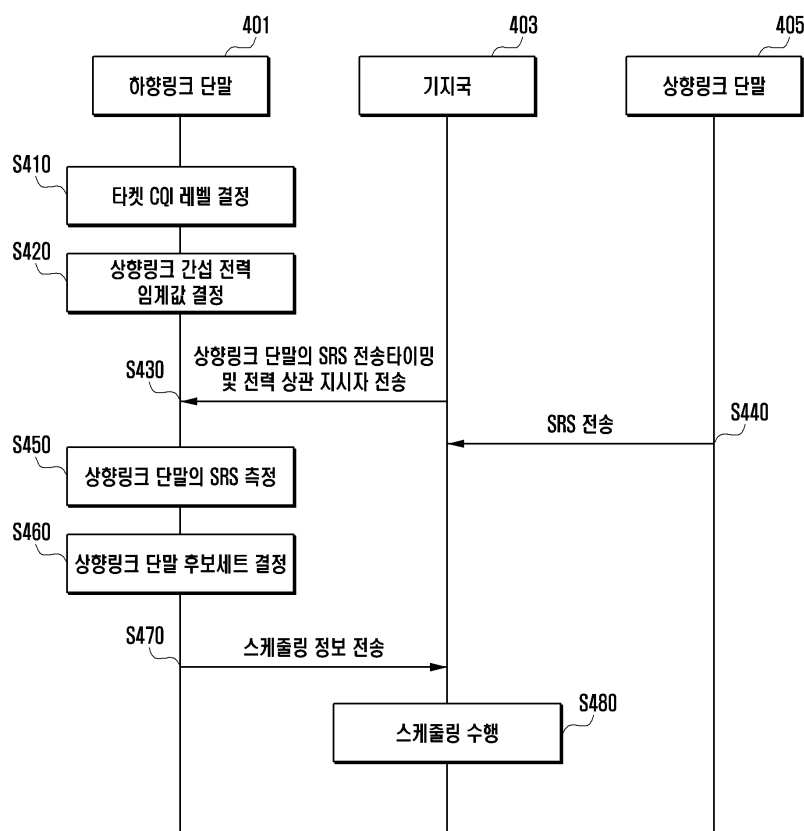 401
403
405
하향링크 단말
기지국
상향링크 단말
S410
타켓 CQI 레벨 결정
S420
상향링크 간섭 전력
임계값 결정
상향링크 단말의 SRS 전송타이밍
및 전력 상관 지시자 전송
S430
S440
SRS 전송
S450
상향링크 단말의 SRS 측정
S460
상향링크 단말 후보세트 결정
S470
스케줄링 정보 전송
S480
스케줄링 수행